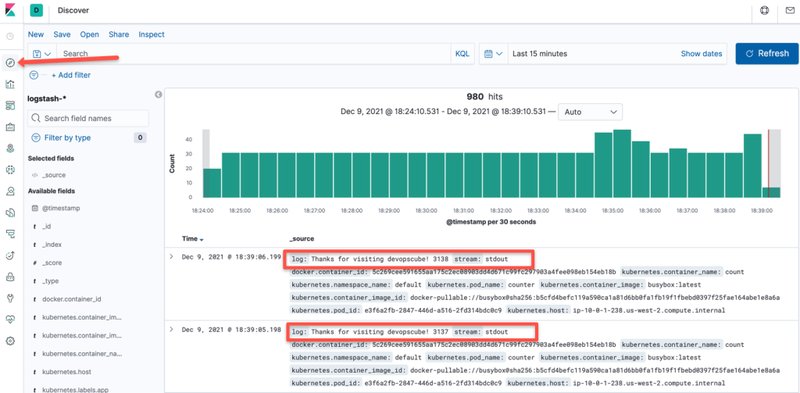 D Discover
New Save Open Share Inspect
Search KQL Last 15 minutes Show dates Refresh
+ Add filter
logstash-*
Search field names
Filter by type 0
Selected fields
</> _source
Available fields
@timestamp
t _id
t _index
# _score
t _type
t docker.container_id
t kubernetes.container_im...
t kubernetes.container_im...
t kubernetes.container_na...
t kubernetes.host
t kubernetes.labels.app
980 hits
Dec 9, 2021 @ 18:24:10.531 - Dec 9, 2021 @ 18:39:10.531 — Auto
Count
40
30
20
10
0
18:24:00 18:25:00 18:26:00 18:27:00 18:28:00 18:29:00 18:30:00 18:31:00 18:32:00 18:33:00 18:34:00 18:35:00 18:36:00 18:37:00 18:38:00 18:39:00
@timestamp per 30 seconds
Time _source
Dec 9, 2021 @ 18:39:06.199 log: Thanks for visiting devopscube! 3138 stream: stdout
docker.container_id: 5c269cee591655aa175c2ec08903dd4d671c99fc297903a4fee098eb154eb18b kubernetes.container_name: count
kubernetes.namespace_name: default kubernetes.pod_name: counter kubernetes.container_image: busybox:latest
kubernetes.container_image_id: docker-pullable://busybox@sha256:b5cfd4befc119a590ca1a81d6bb0fa1fb19f1fbebd0397f25fae164abe1e8a6a
kubernetes.pod_id: e3f6a2fb-2847-446d-a516-2fd314bdc0c9 kubernetes.host: ip-10-0-1-238.us-west-2.compute.internal
Dec 9, 2021 @ 18:39:05.198 log: Thanks for visiting devopscube! 3137 stream: stdout
docker.container_id: 5c269cee591655aa175c2ec08903dd4d671c99fc297903a4fee098eb154eb18b kubernetes.container_name: count
kubernetes.namespace_name: default kubernetes.pod_name: counter kubernetes.container_image: busybox:latest
kubernetes.container_image_id: docker-pullable://busybox@sha256:b5cfd4befc119a590ca1a81d6bb0fa1fb19f1fbebd0397f25fae164abe1e8a6a
kubernetes.pod_id: e3f6a2fb-2847-446d-a516-2fd314bdc0c9 kubernetes.host: ip-10-0-1-238.us-west-2.compute.internal